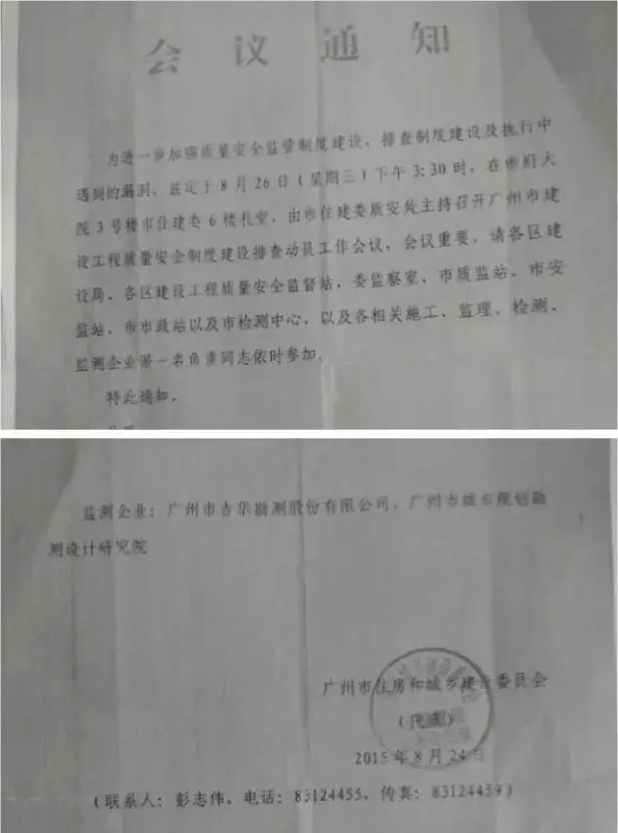 会议通知
为进一步加强质量安全监管制度建设、排查制度建设及执行中
遇到的漏洞，兹定于8月26日（星期三）下午3:30时，在市府大
院3号楼市住建委6楼礼堂，由市住建委质安处主持召开广州市建
设工程质量安全制度建设排查动员工作会议，会议重要，请各区建
设局、各区建设工程质量安全监督站，委监察室、市质监站、市安
监站、市市政站以及市检测中心，以及各相关施工、监理、检测、
监测企业派一名负责同志依时参加。
特此通知。
监测企业：广州市吉华勘测股份有限公司、广州市城市规划勘
测设计研究院
广州市住房和城乡建设委员会
（代章）
2015年8月24日
（联系人：彭志伟，电话：83124455，传真：83124459）